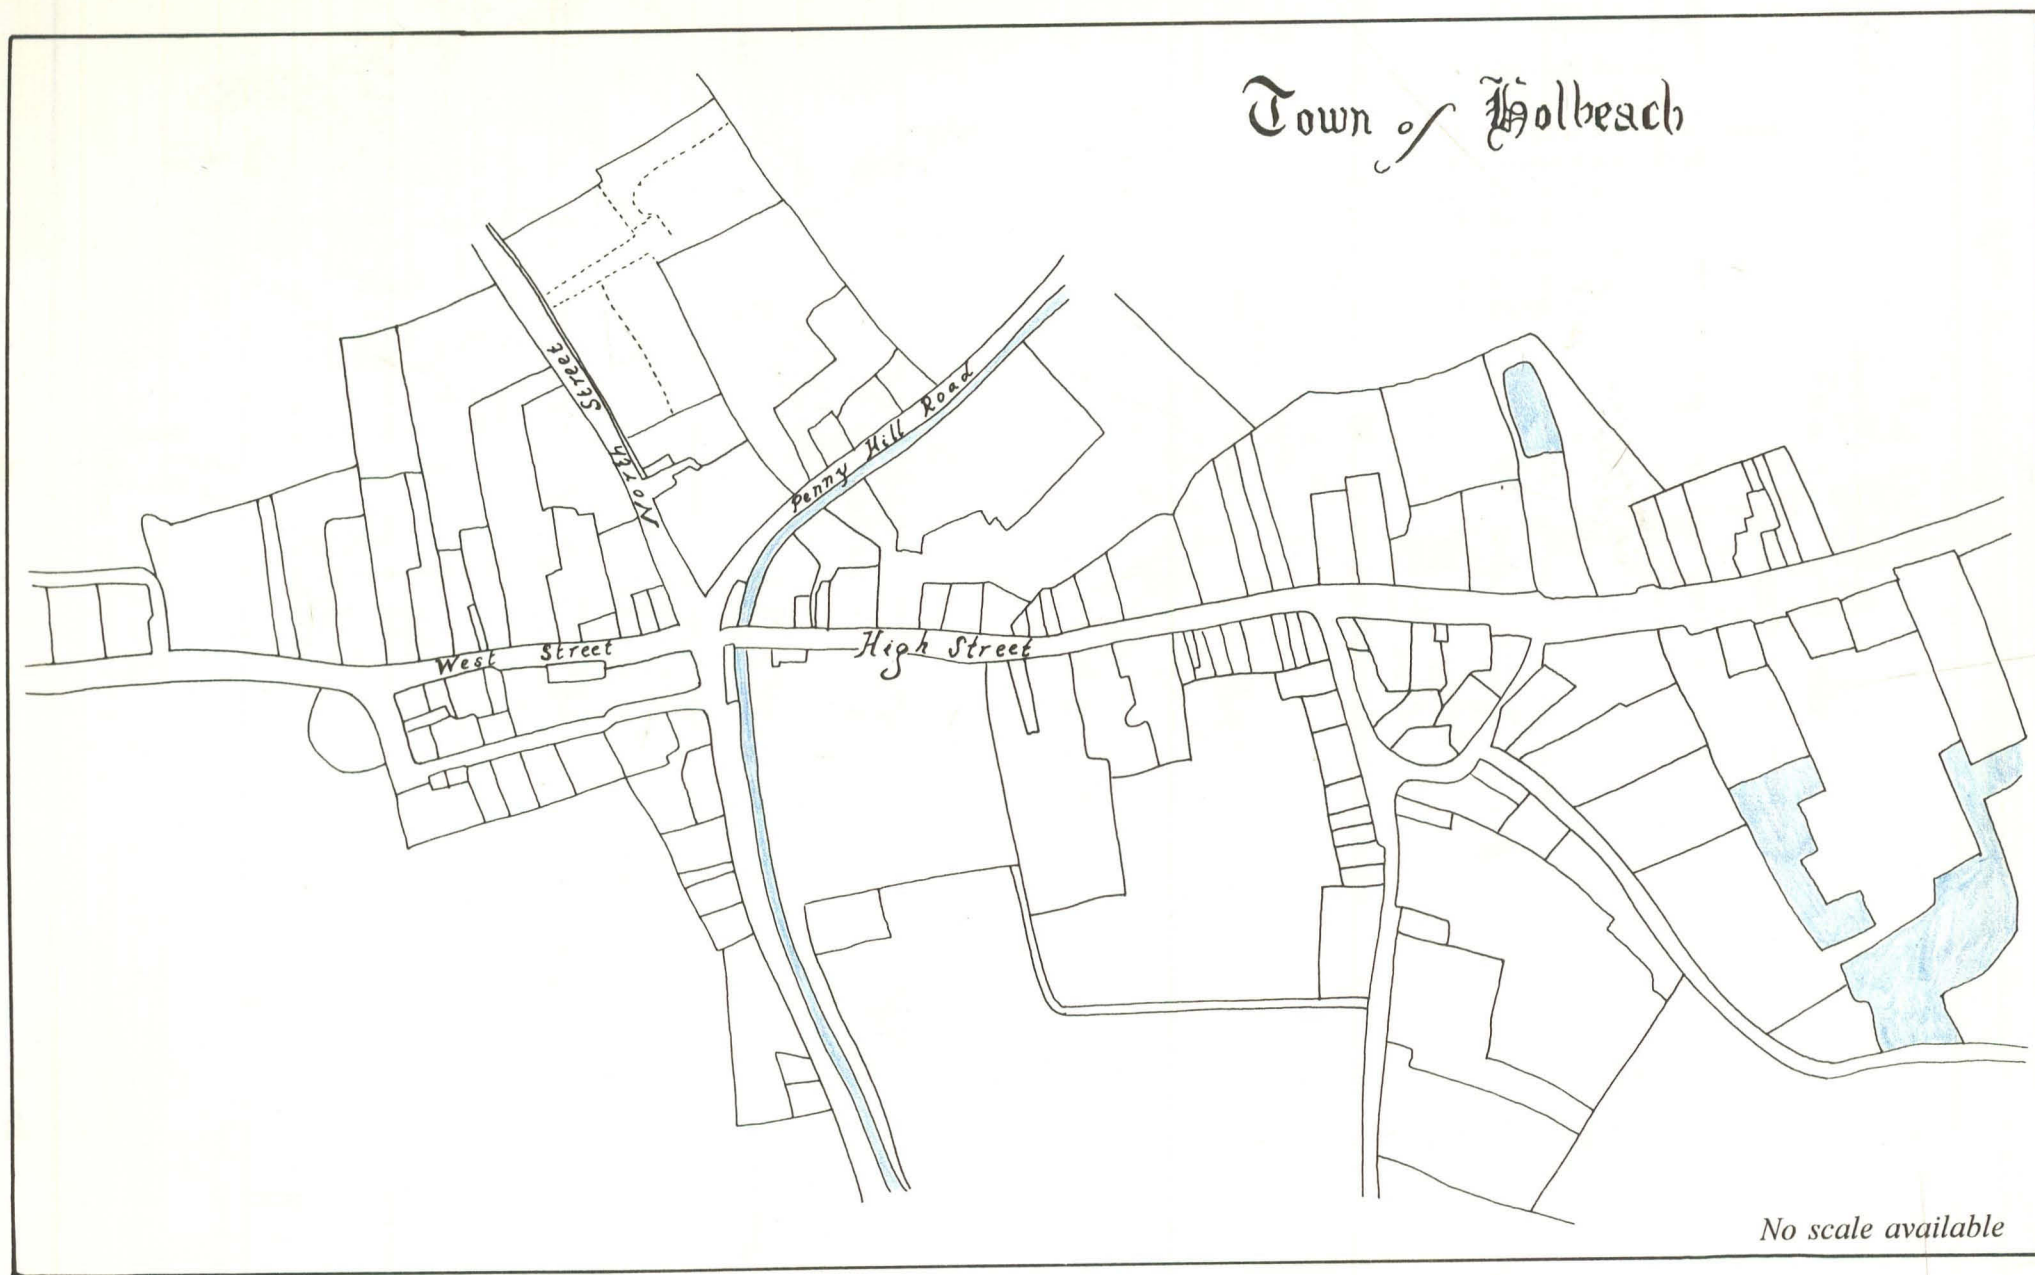 Town of Holbeach
North Street
Penny Hill Road
West Street
High Street
No scale available